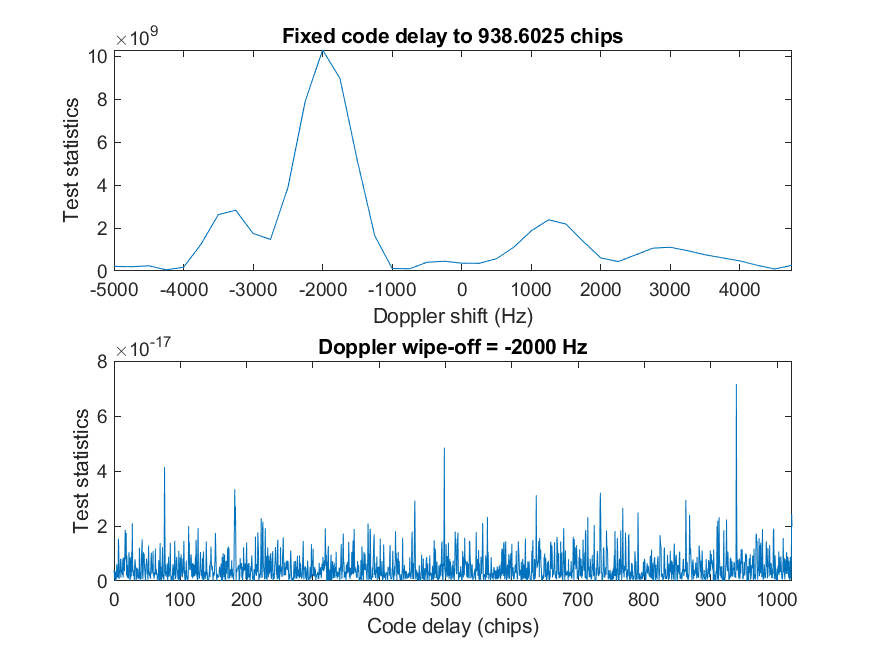 ×10⁹
Fixed code delay to 938.6025 chips
10
8
6
4
2
0
Test statistics
-5000 -4000 -3000 -2000 -1000 0 1000 2000 3000 4000
Doppler shift (Hz)
×10⁻¹⁷
Doppler wipe-off = -2000 Hz
8
6
4
2
0
Test statistics
0 100 200 300 400 500 600 700 800 900 1000
Code delay (chips)